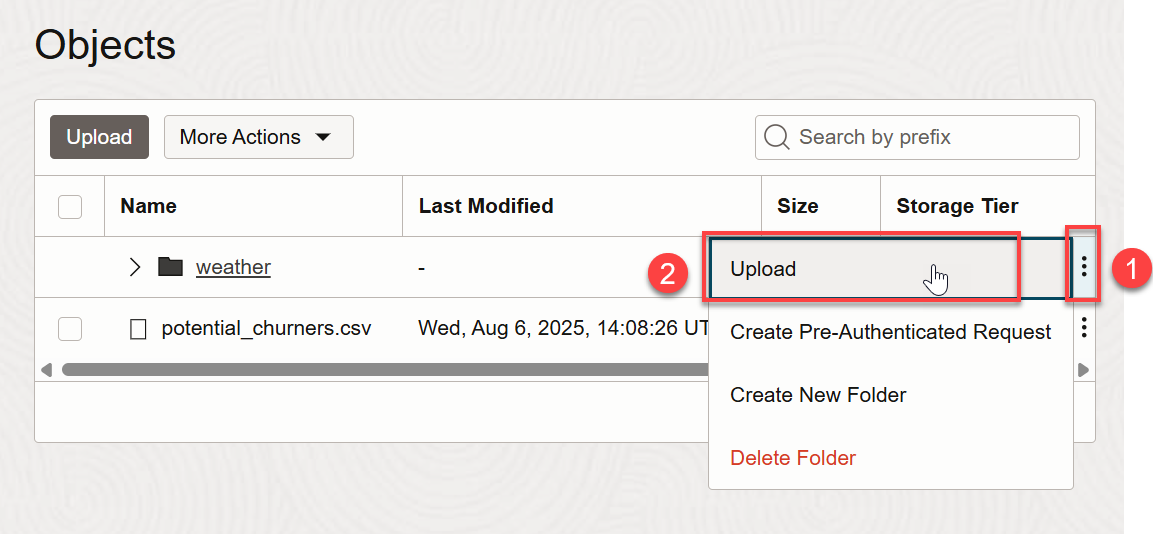 Objects
Upload More Actions Search by prefix
Name Last Modified Size Storage Tier
weather - 2 Upload 1
potential_churners.csv Wed, Aug 6, 2025, 14:08:26 UT
Create Pre-Authenticated Request
Create New Folder
Delete Folder